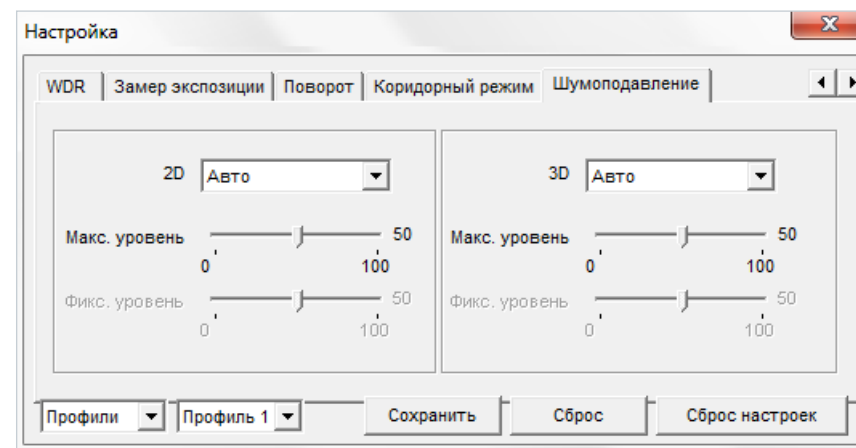 Настройка
WDR Замер экспозиции Поворот Коридорный режим Шумоподавление
2D Авто 3D Авто
Макс. уровень 50 Макс. уровень 50
0 100 0 100
Фикс. уровень 50 Фикс. уровень 50
0 100 0 100
Профили Профиль 1 Сохранить Сброс Сброс настроек